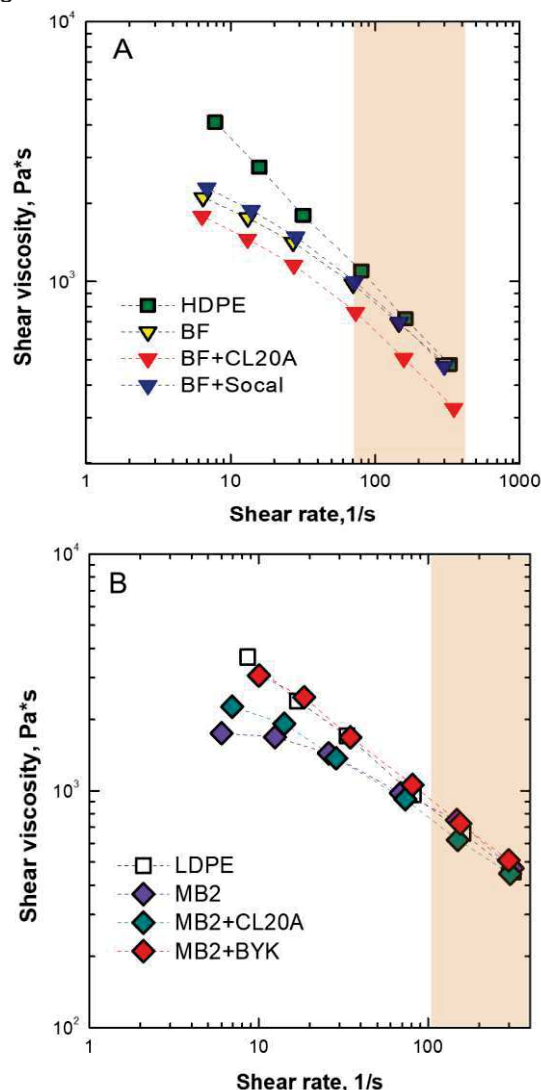 10⁴
A
Shear viscosity, Pa*s
10³
HDPE
BF
BF+CL20A
BF+Socal
1 10 100 1000
Shear rate,1/s
10⁴
B
Shear viscosity, Pa*s
10³
LDPE
MB2
MB2+CL20A
MB2+BYK
10²
1 10 100
Shear rate, 1/s